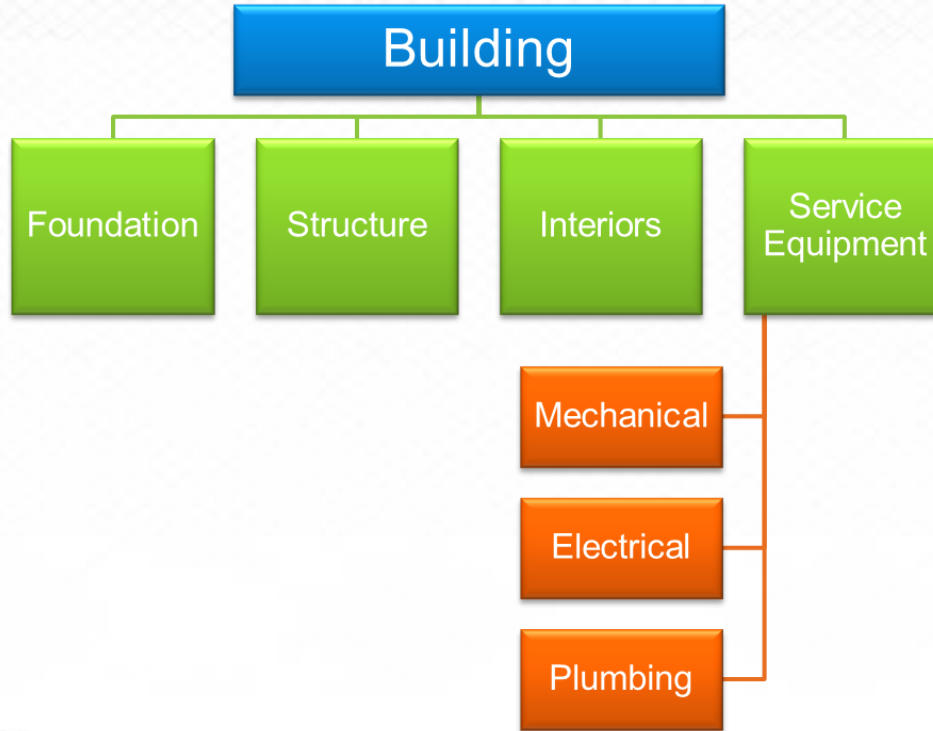 Building
Foundation
Structure
Interiors
Service
Equipment
Mechanical
Electrical
Plumbing